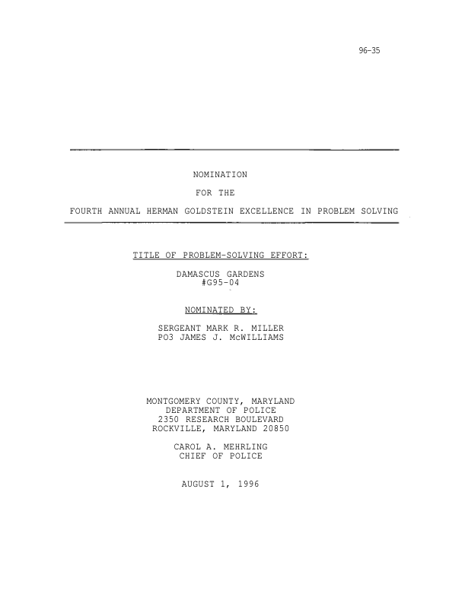 96-35
NOMINATION
FOR THE
FOURTH ANNUAL HERMAN GOLDSTEIN EXCELLENCE IN PROBLEM SOLVING
TITLE OF PROBLEM-SOLVING EFFORT:
DAMASCUS GARDENS
#G95-04
NOMINATED BY:
SERGEANT MARK R. MILLER
PO3 JAMES J. McWILLIAMS
MONTGOMERY COUNTY, MARYLAND
DEPARTMENT OF POLICE
2350 RESEARCH BOULEVARD
ROCKVILLE, MARYLAND 20850
CAROL A. MEHRLING
CHIEF OF POLICE
AUGUST 1, 1996